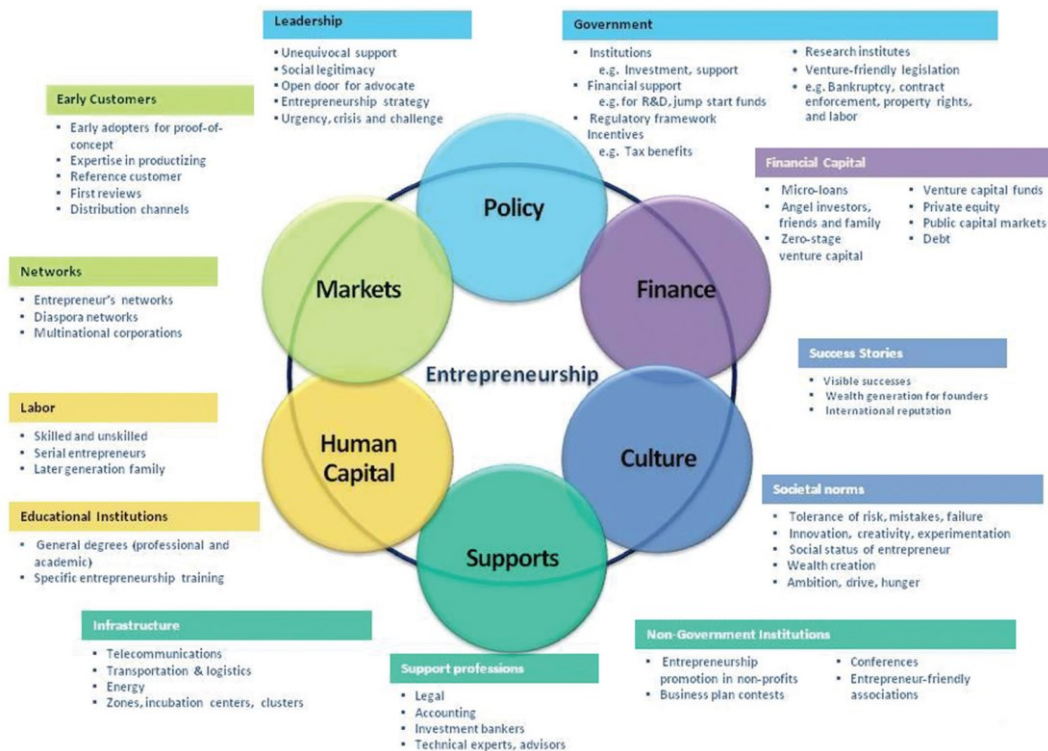 Leadership
▪ Unequivocal support
▪ Social legitimacy
▪ Open door for advocate
▪ Entrepreneurship strategy
▪ Urgency, crisis and challenge
Government
▪ Institutions
e.g. Investment, support
▪ Financial support
e.g. for R&D, jump start funds
▪ Regulatory framework
Incentives
e.g. Tax benefits
▪ Research institutes
▪ Venture-friendly legislation
▪ e.g. Bankruptcy, contract
enforcement, property rights,
and labor
Early Customers
▪ Early adopters for proof-of-
concept
▪ Expertise in productizing
▪ Reference customer
▪ First reviews
▪ Distribution channels
Financial Capital
▪ Micro-loans
▪ Angel investors,
friends and family
▪ Zero-stage
venture capital
▪ Venture capital funds
▪ Private equity
▪ Public capital markets
▪ Debt
Policy
Markets
Finance
Networks
▪ Entrepreneur's networks
▪ Diaspora networks
▪ Multinational corporations
Success Stories
▪ Visible successes
▪ Wealth generation for founders
▪ International reputation
Entrepreneurship
Labor
▪ Skilled and unskilled
▪ Serial entrepreneurs
▪ Later generation family
Human
Capital
Culture
Societal norms
▪ Tolerance of risk, mistakes, failure
▪ Innovation, creativity, experimentation
▪ Social status of entrepreneur
▪ Wealth creation
▪ Ambition, drive, hunger
Educational Institutions
▪ General degrees (professional and
academic)
▪ Specific entrepreneurship training
Supports
Infrastructure
▪ Telecommunications
▪ Transportation & logistics
▪ Energy
▪ Zones, incubation centers, clusters
Support professions
▪ Legal
▪ Accounting
▪ Investment bankers
▪ Technical experts, advisors
Non-Government Institutions
▪ Entrepreneurship
promotion in non-profits
▪ Business plan contests
▪ Conferences
▪ Entrepreneur-friendly
associations